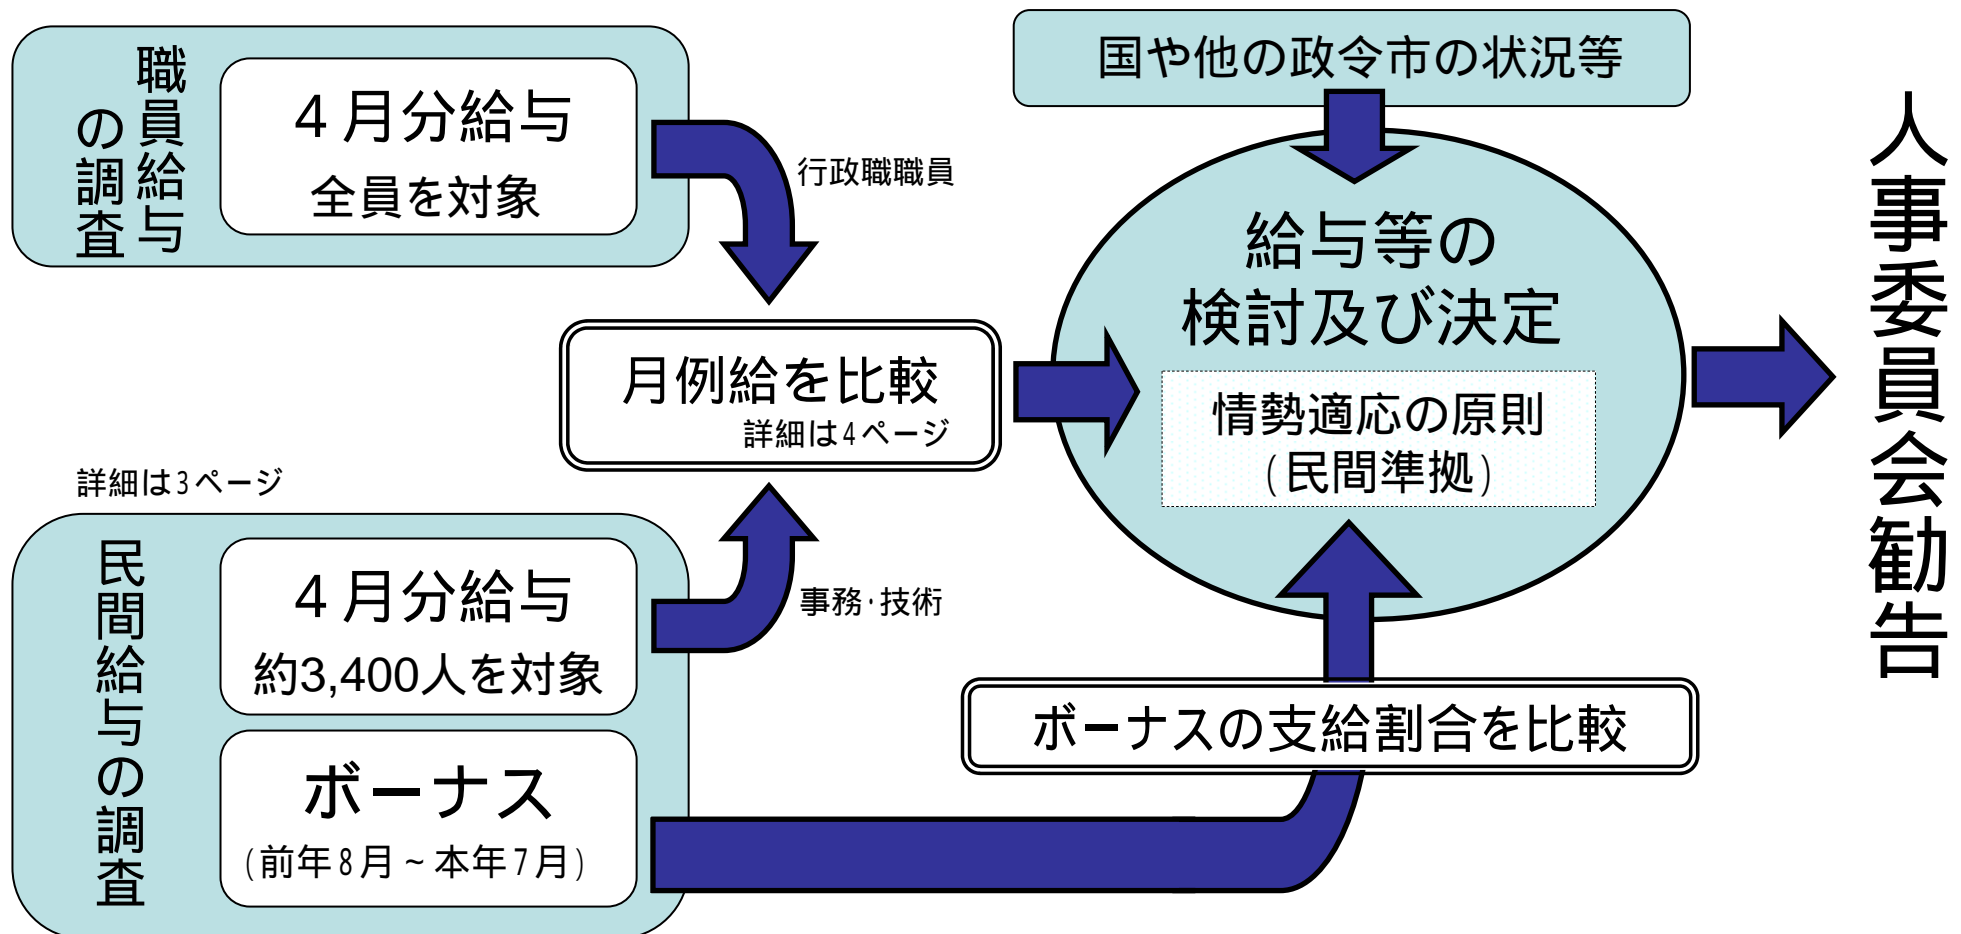 職員給与
の調査
４月分給与
全員を対象
行政職職員
国や他の政令市の状況等
給与等の
検討及び決定
情勢適応の原則
(民間準拠)
月例給を比較
詳細は4ページ
詳細は3ページ
民間給与の調査
４月分給与
約3,400人を対象
事務・技術
ボーナス
(前年8月～本年7月)
ボーナスの支給割合を比較
人事委員会勧告